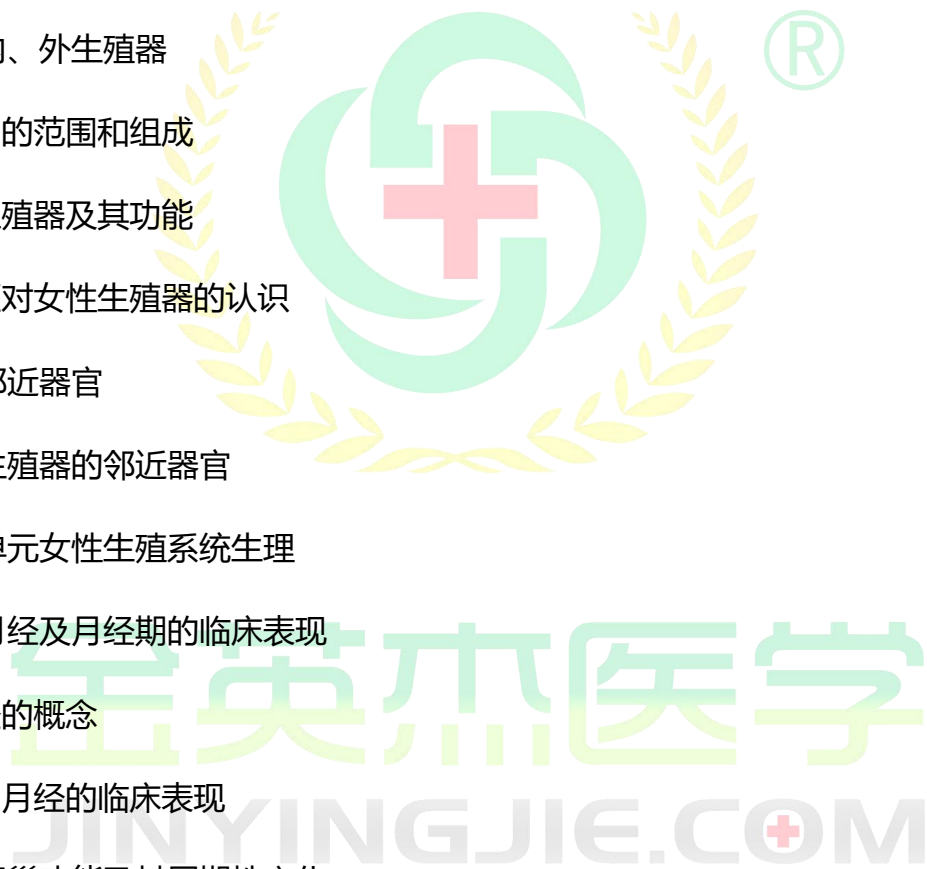 、外生殖器
的范围和组成
殖器及其功能
对女性生殖器的认识
近器官
生殖器的邻近器官
单元女性生殖系统生理
月经及月经期的临床表现
的概念
月经的临床表现
®
金英杰医学
JINYINGJIE.COM